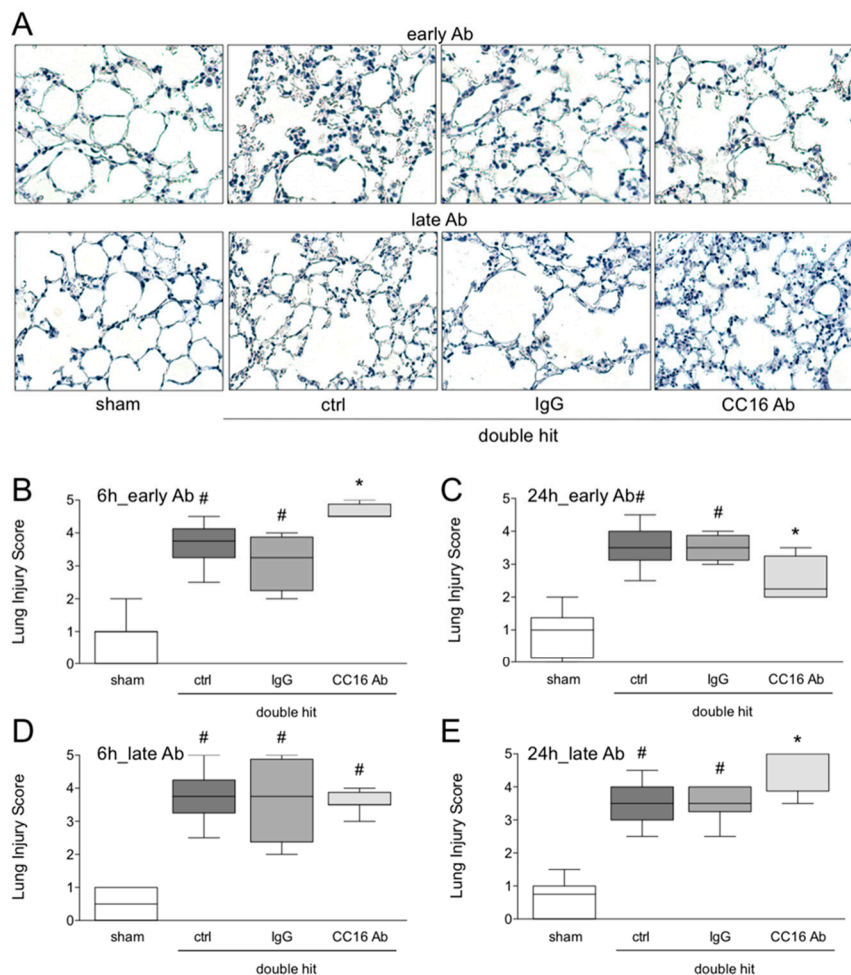 A
early Ab
late Ab
sham ctrl IgG CC16 Ab
double hit
B 6h_early Ab
Lung Injury Score
5
4
3
2
1
0
# # *
sham ctrl IgG CC16 Ab
double hit
C 24h_early Ab
Lung Injury Score
5
4
3
2
1
0
# # *
sham ctrl IgG CC16 Ab
double hit
D 6h_late Ab
Lung Injury Score
5
4
3
2
1
0
# # #
sham ctrl IgG CC16 Ab
double hit
E 24h_late Ab
Lung Injury Score
5
4
3
2
1
0
# # *
sham ctrl IgG CC16 Ab
double hit